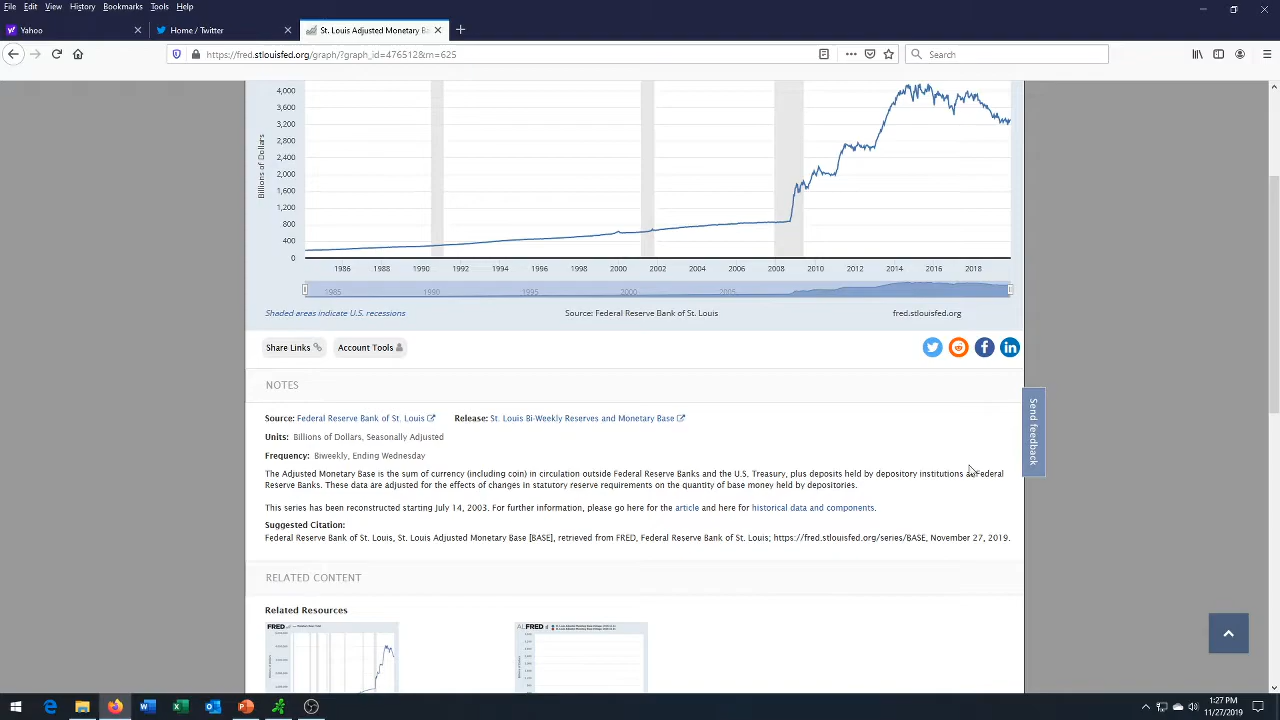 File Edit View History Bookmarks Tools Help
Yahoo
Home / Twitter
St. Louis Adjusted Monetary Ba
https://fred.stlouisfed.org/graph/?graph_id=476512&rn=625
Search
4,000
3,600
3,200
2,800
2,400
2,000
1,600
1,200
800
400
0
Billions of Dollars
1986 1988 1990 1992 1994 1996 1998 2000 2002 2004 2006 2008 2010 2012 2014 2016 2018
1985 1990 1995 2000 2005
Shaded areas indicate U.S. recessions Source: Federal Reserve Bank of St. Louis fred.stlouisfed.org
Share Links Account Tools
NOTES
Source: Federal Reserve Bank of St. Louis Release: St. Louis Bi-Weekly Reserves and Monetary Base
Units: Billions of Dollars, Seasonally Adjusted
Frequency: Biweekly, Ending Wednesday
The Adjusted Monetary Base is the sum of currency (including coin) in circulation outside Federal Reserve Banks and the U.S. Treasury, plus deposits held by depository institutions Federal
Reserve Banks. These data are adjusted for the effects of changes in statutory reserve requirements on the quantity of base money held by depositories.
This series has been reconstructed starting July 14, 2003. For further information, please go here for the article and here for historical data and components.
Suggested Citation:
Federal Reserve Bank of St. Louis, St. Louis Adjusted Monetary Base [BASE], retrieved from FRED, Federal Reserve Bank of St. Louis; https://fred.stlouisfed.org/series/BASE, November 27, 2019.
Send feedback
RELATED CONTENT
Related Resources
FRED
ALFRED
1:27 PM
11/27/2019